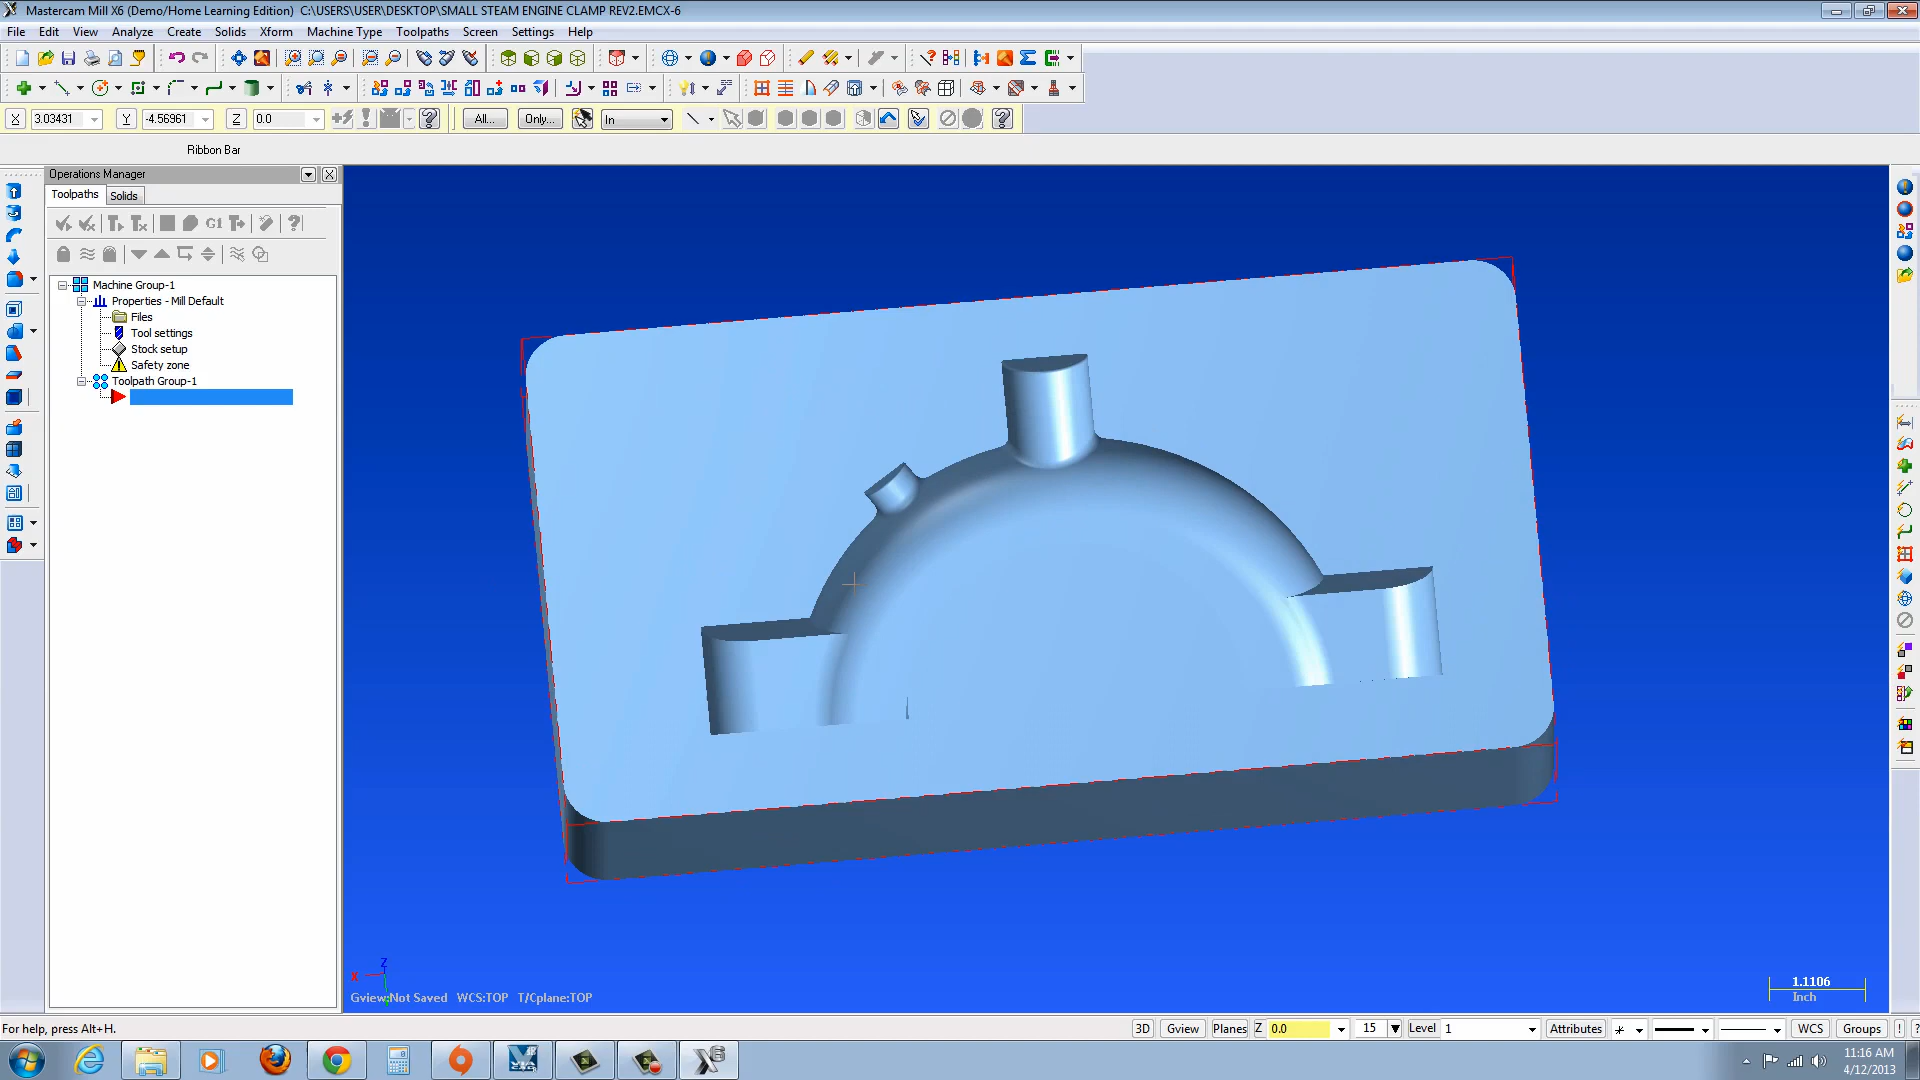 Mastercam Mill X6 (Demo/Home Learning Edition) C:\USERS\USER\DESKTOP\SMALL STEAM ENGINE CLAMP REV2.EMCX-6
File Edit View Analyze Create Solids Xform Machine Type Toolpaths Screen Settings Help
X 3.03431 Y -4.56961 Z 0.0 All... Only... In
Ribbon Bar
Operations Manager
Toolpaths Solids
G1
Machine Group-1
Properties - Mill Default
Files
Tool settings
Stock setup
Safety zone
Toolpath Group-1
Z
X
Gview:Not Saved WCS:TOP T/Cplane:TOP
1.1106
Inch
For help, press Alt+H.
3D Gview Planes Z 0.0 15 Level 1 Attributes WCS Groups ! ?
11:16 AM
4/12/2013